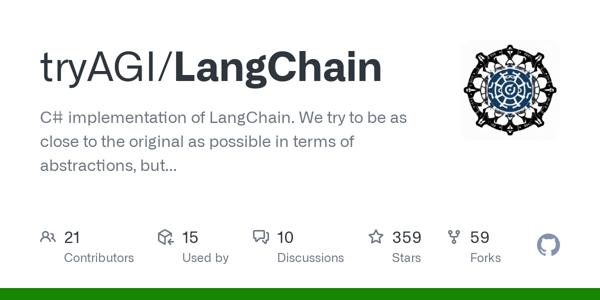 tryAGI/LangChain
C# implementation of LangChain. We try to be as
close to the original as possible in terms of
abstractions, but...
21 15 10 359 59
Contributors Used by Discussions Stars Forks